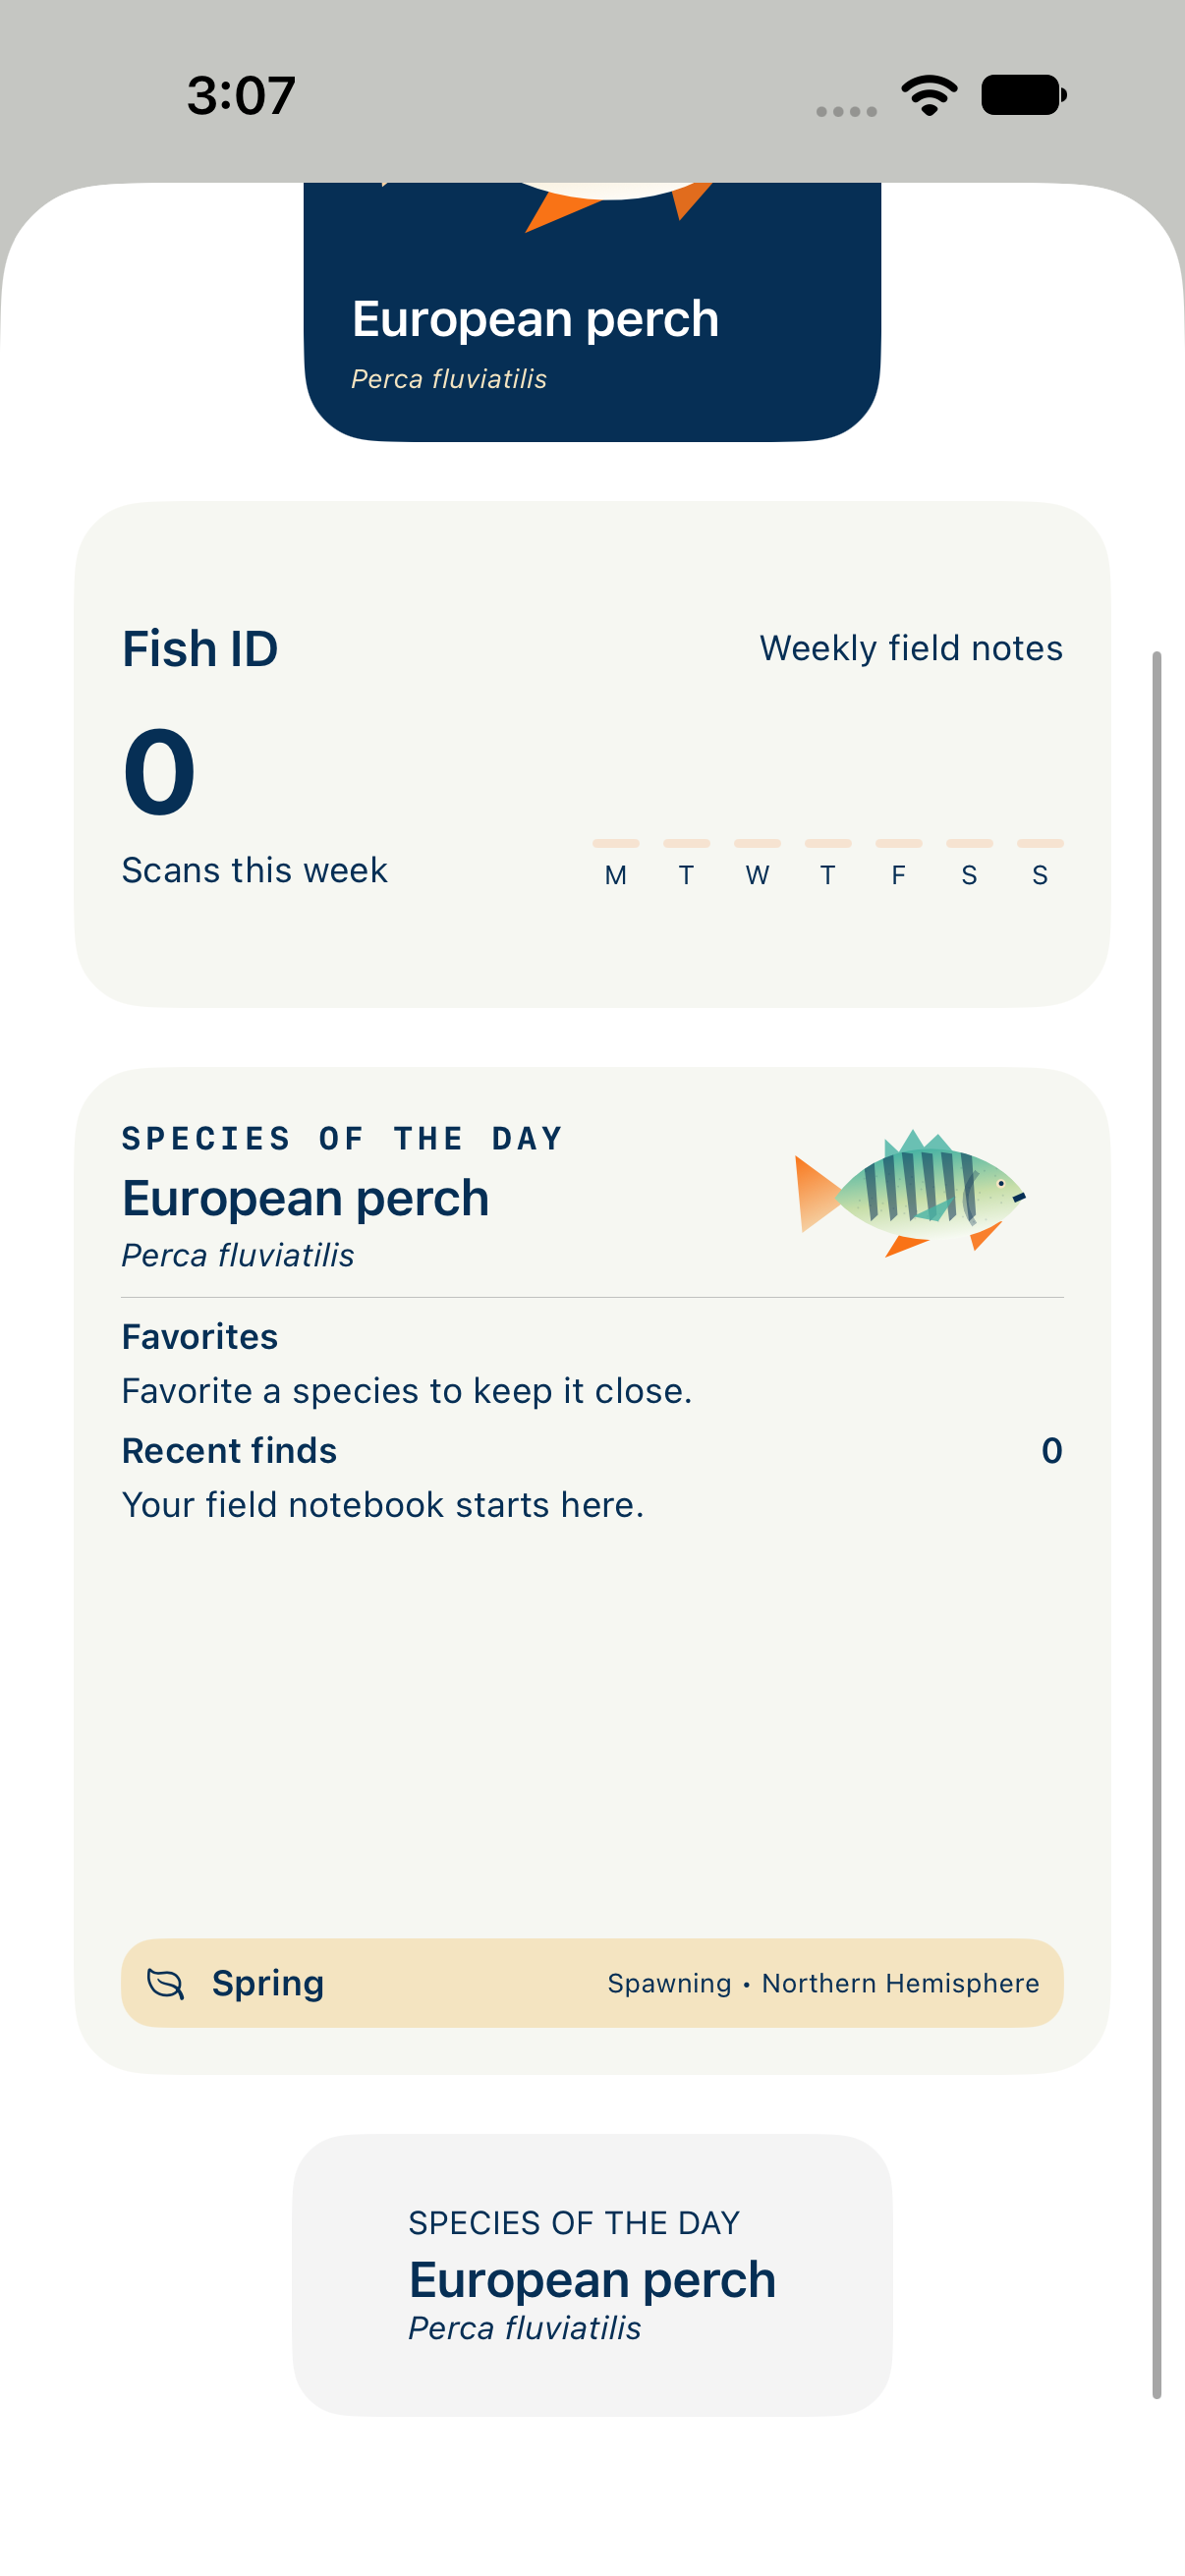 3:07
European perch
Perca fluviatilis
Fish ID
Weekly field notes
0
Scans this week
M T W T F S S
SPECIES OF THE DAY
European perch
Perca fluviatilis
Favorites
Favorite a species to keep it close.
Recent finds 0
Your field notebook starts here.
Spring
Spawning • Northern Hemisphere
SPECIES OF THE DAY
European perch
Perca fluviatilis